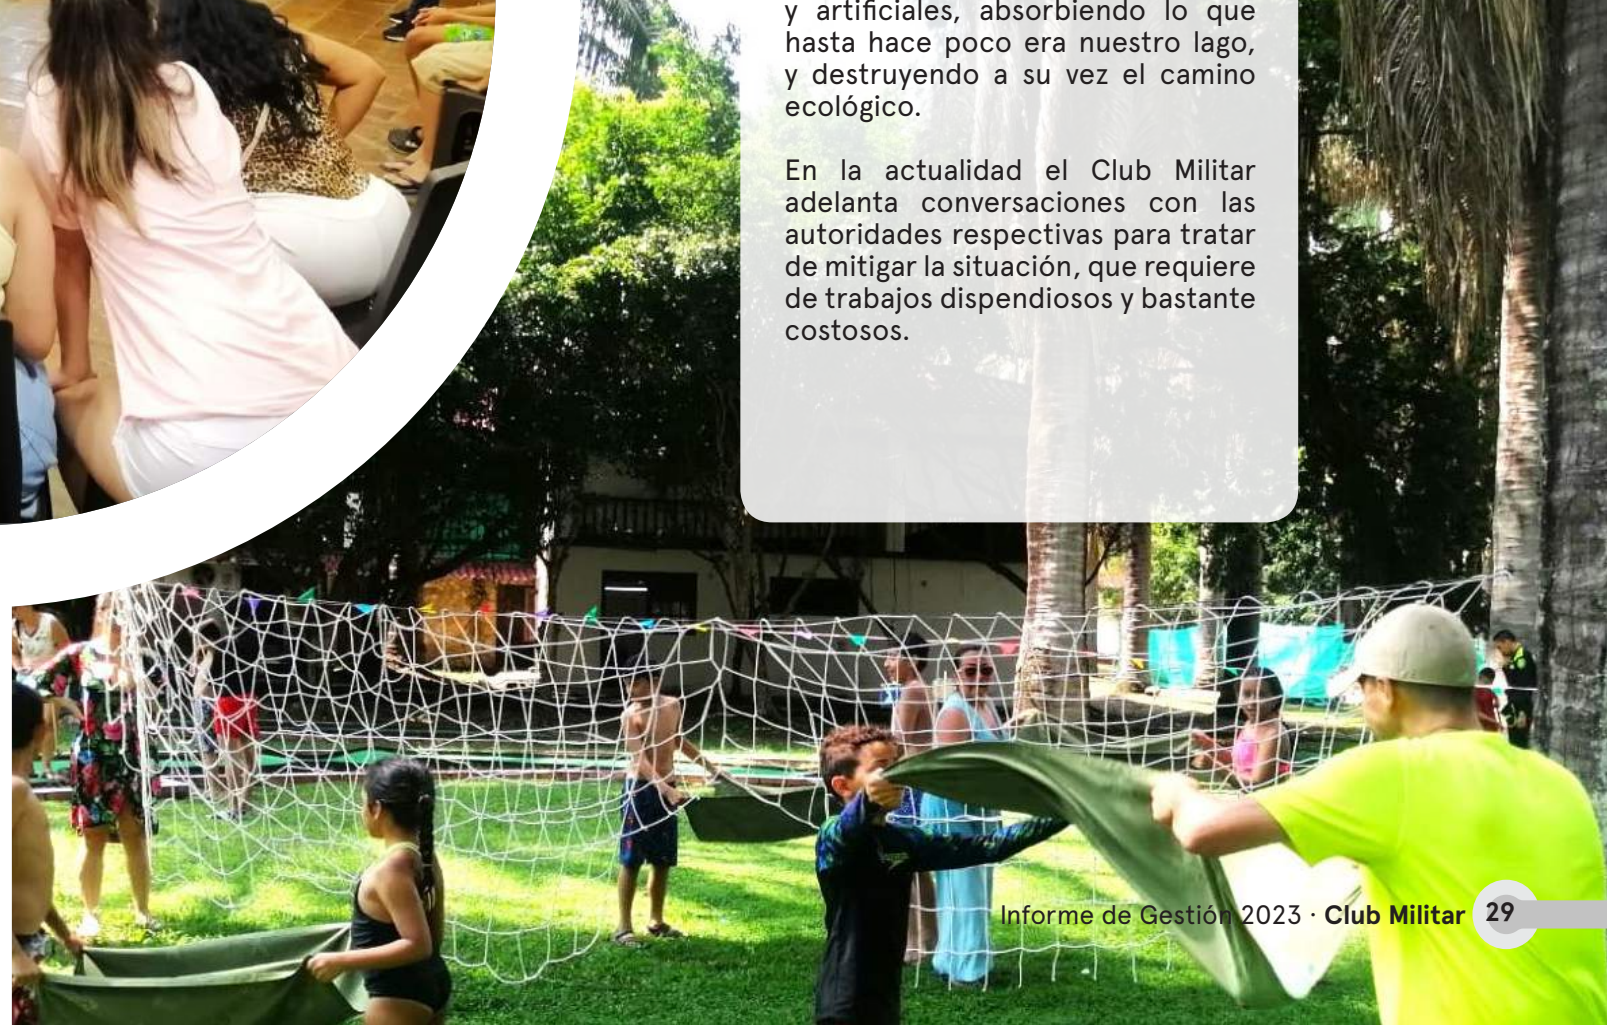 y artificiales, absorbiendo lo que
hasta hace poco era nuestro lago,
y destruyendo a su vez el camino
ecológico.
En la actualidad el Club Militar
adelanta conversaciones con las
autoridades respectivas para tratar
de mitigar la situación, que requiere
de trabajos dispendiosos y bastante
costosos.
Informe de Gestión 2023 · Club Militar 29